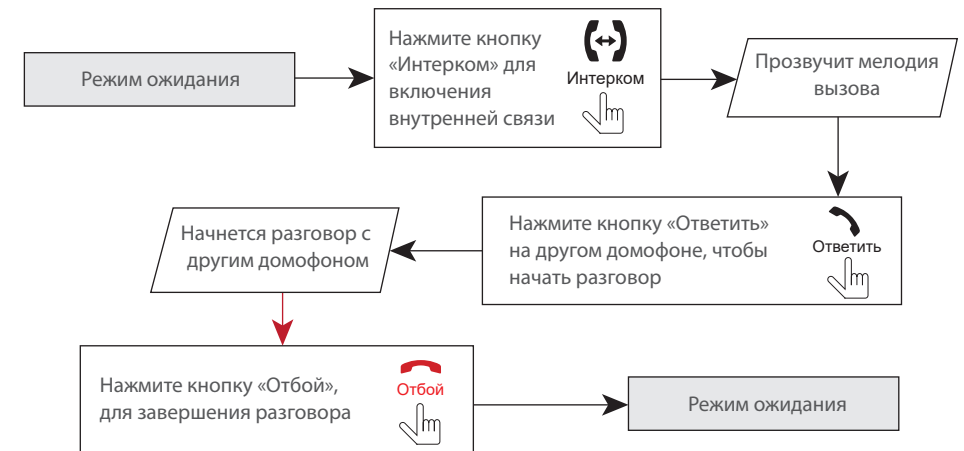 Режим ожидания
Нажмите кнопку
«Интерком» для
включения
внутренней связи
Интерком
Прозвучит мелодия
вызова
Нажмите кнопку «Ответить»
на другом домофоне, чтобы
начать разговор
Ответить
Начнется разговор с
другим домофоном
Нажмите кнопку «Отбой»,
для завершения разговора
Отбой
Режим ожидания